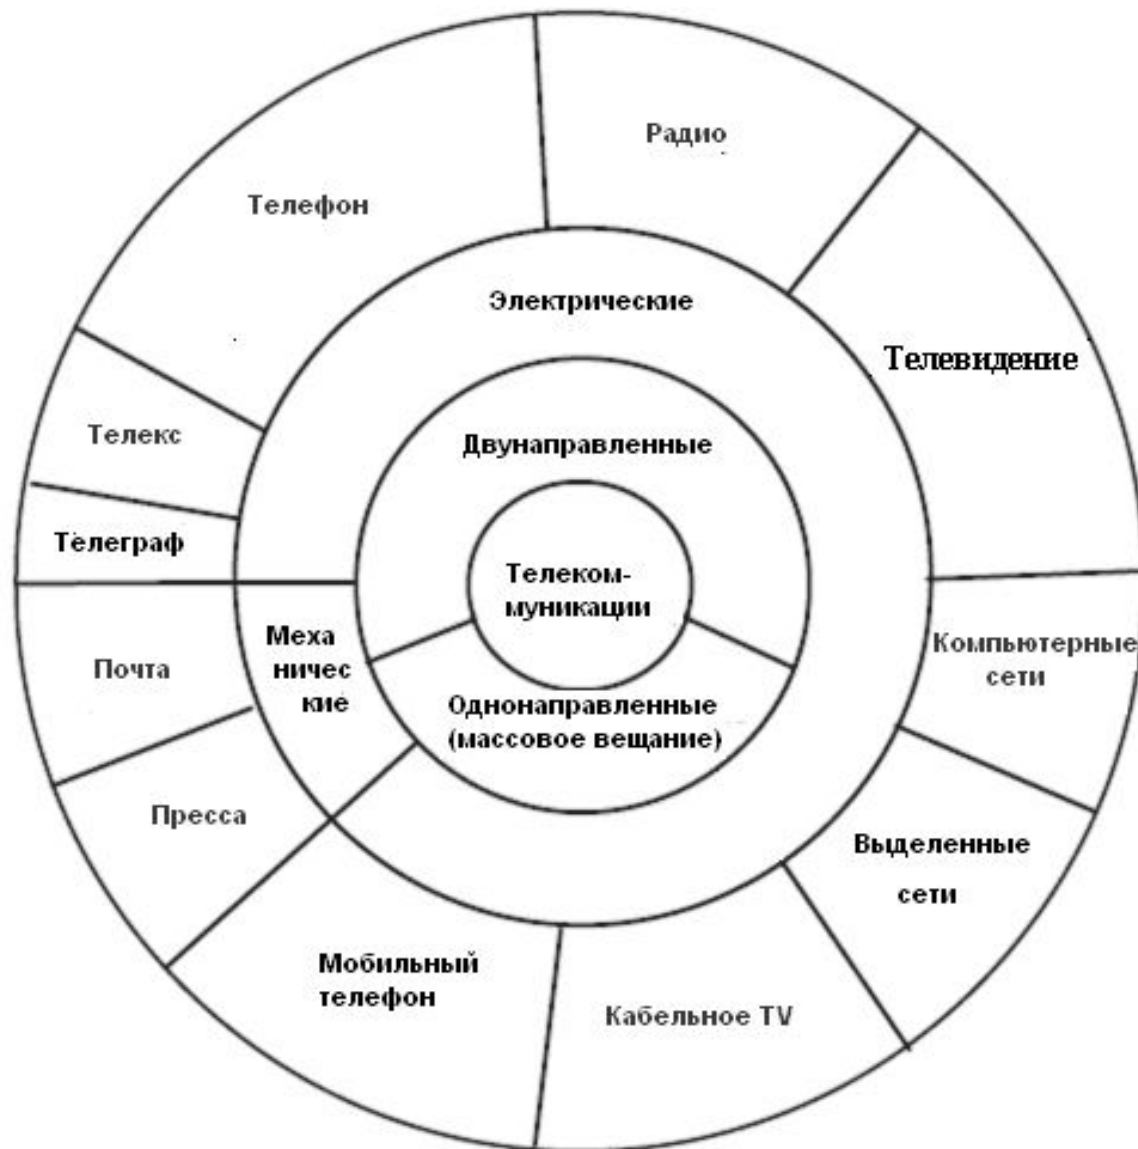 Радио
Телефон
Электрические
Телевидение
Телекс
Двунаправленные
Телеграф
Телеком-
муникации
Меха
ничес
кие
Компьютерные
сети
Почта
Однонаправленные
(массовое вещание)
Пресса
Выделенные
сети
Мобильный
телефон
Кабельное TV